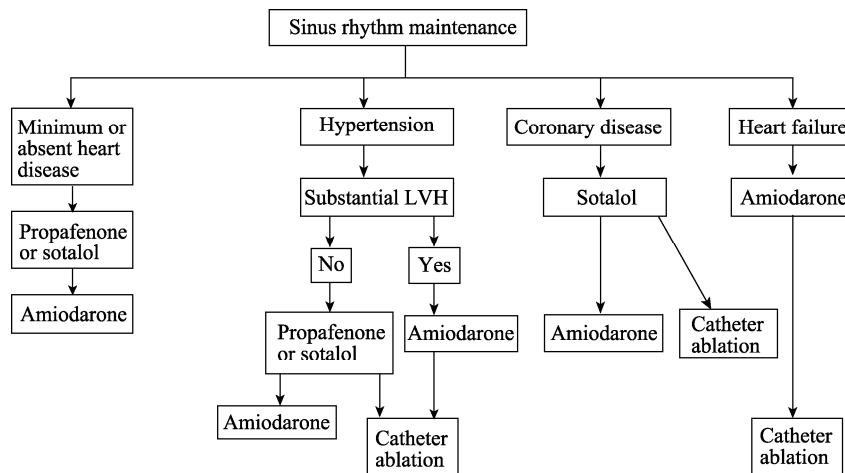 Sinus rhythm maintenance
Minimum or
absent heart
disease
Hypertension
Coronary disease
Heart failure
Substantial LVH
Sotalol
Amiodarone
Propafenone
or sotalol
No
Yes
Amiodarone
Propafenone
or sotalol
Amiodarone
Amiodarone
Catheter
ablation
Amiodarone
Catheter
ablation
Catheter
ablation